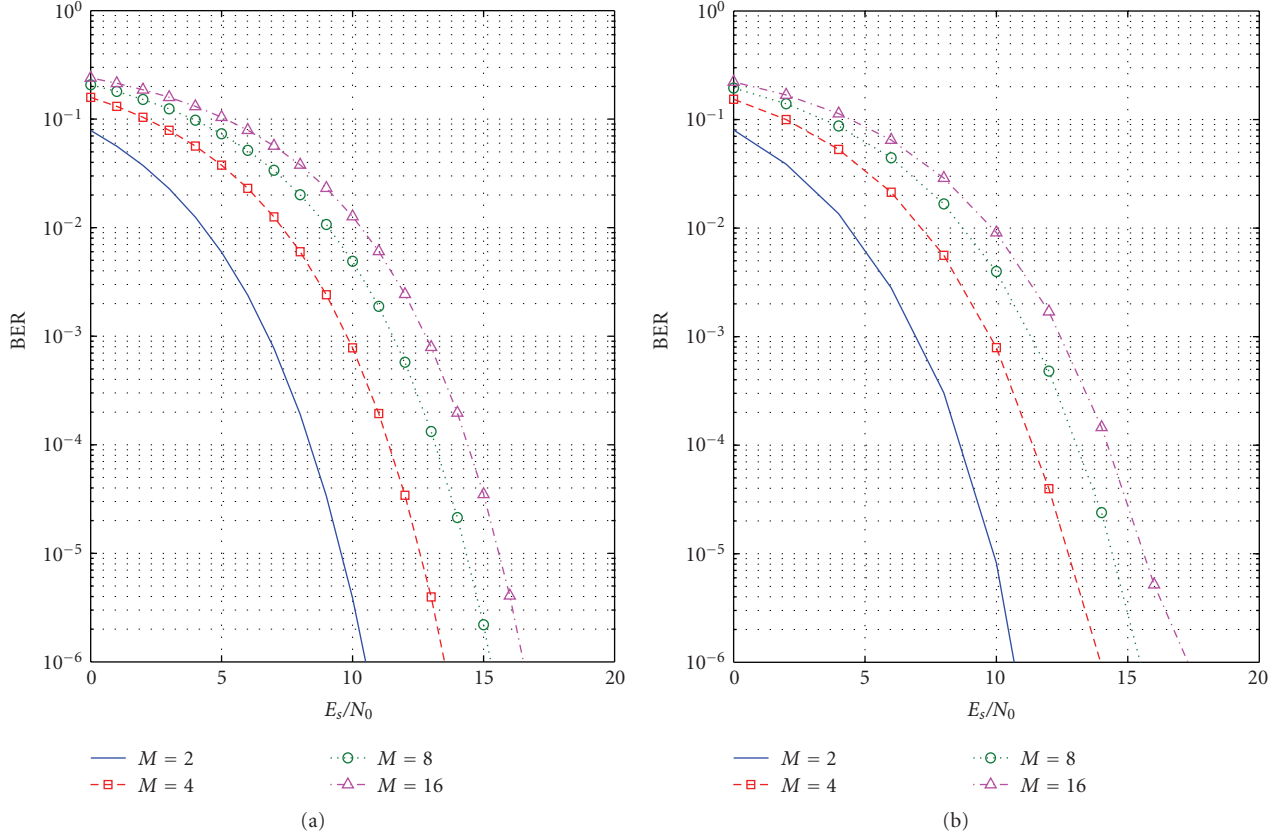 10^0
10^-1
10^-2
10^-3
10^-4
10^-5
10^-6
BER
0 5 10 15 20
E_s/N_0
M = 2
M = 4
M = 8
M = 16
(a)
10^0
10^-1
10^-2
10^-3
10^-4
10^-5
10^-6
BER
0 5 10 15 20
E_s/N_0
M = 2
M = 4
M = 8
M = 16
(b)